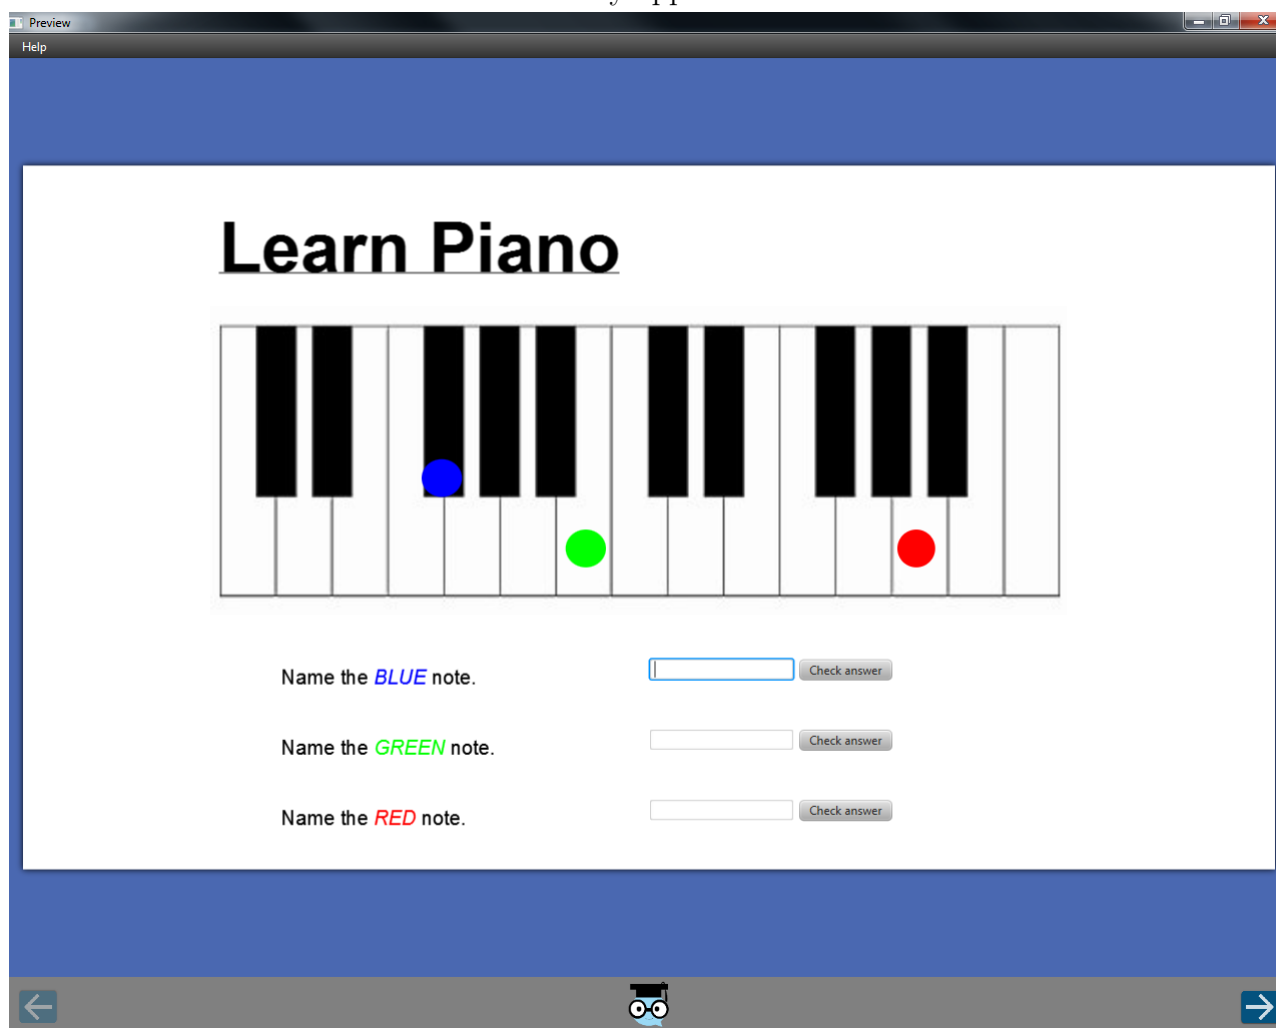 Preview
Help
Learn Piano
Name the BLUE note.
Check answer
Name the GREEN note.
Check answer
Name the RED note.
Check answer